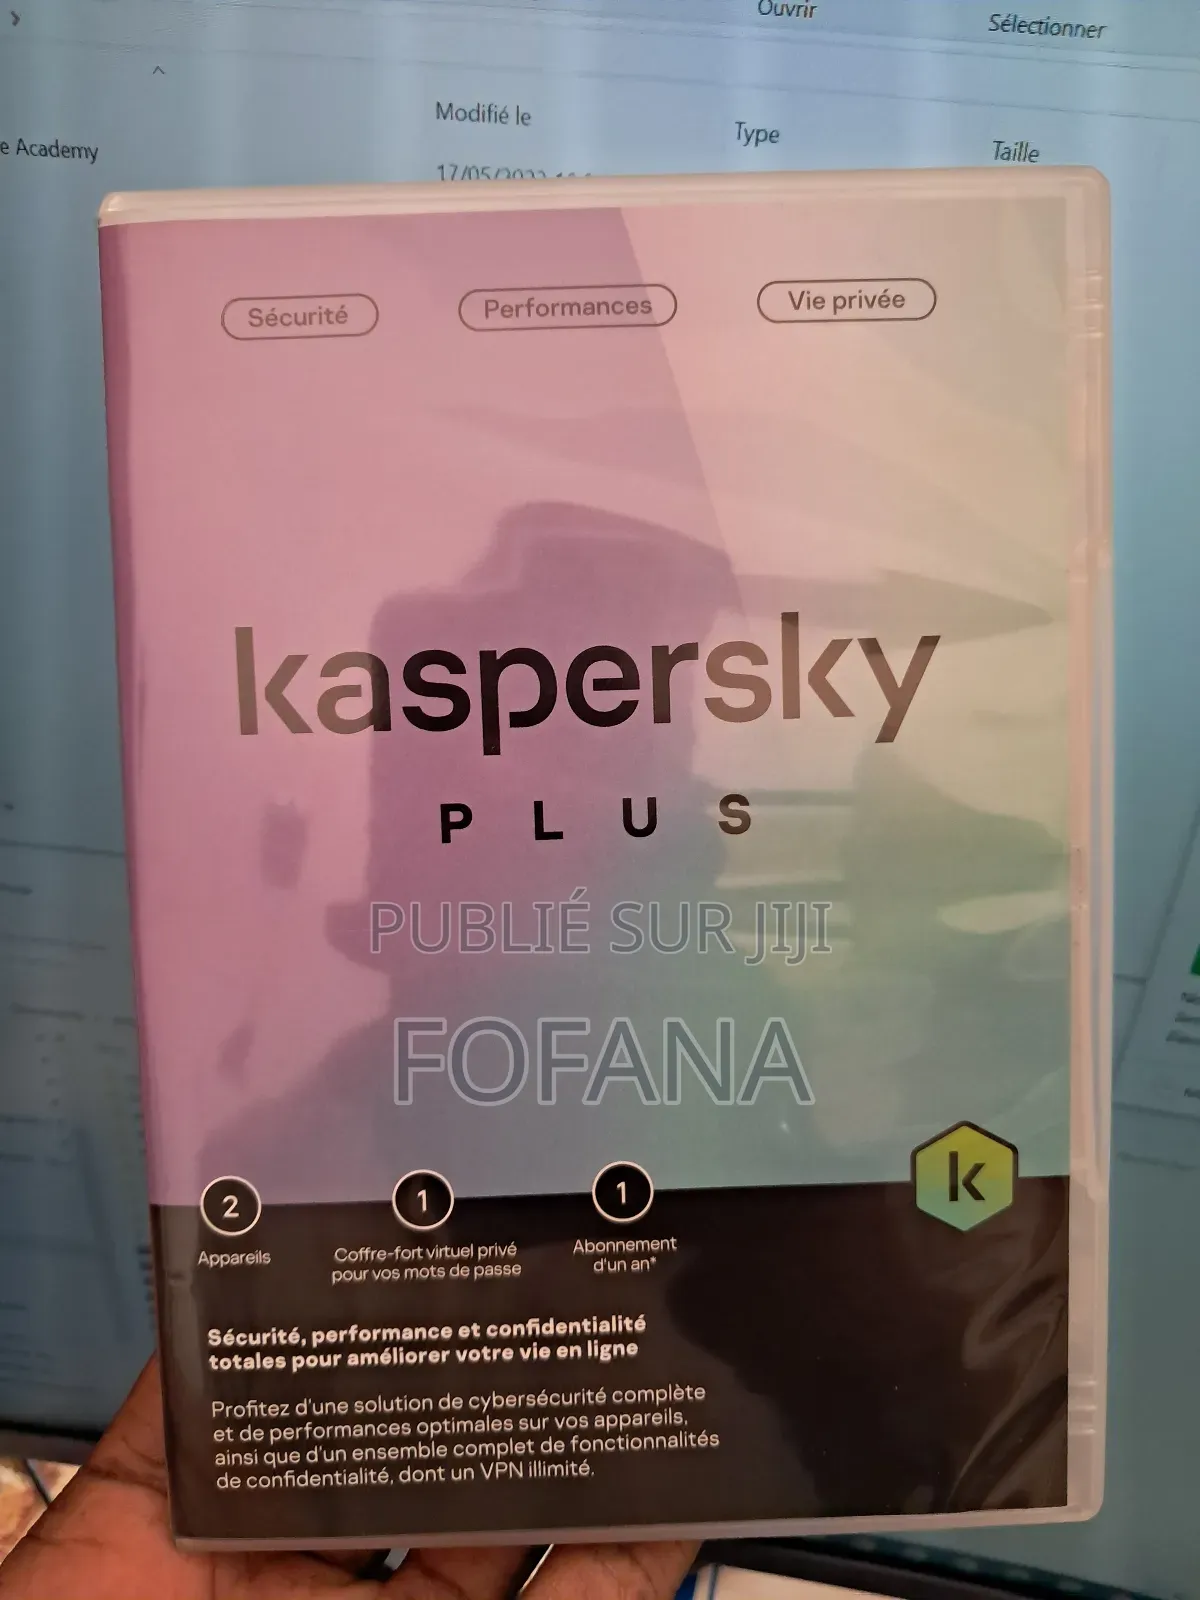 Ouvrir
Sélectionner
Modifié le
Type
Taille
e Academy
Sécurité
Performances
Vie privée
kaspersky
PLUS
PUBLIÉ SUR JIJI
FOFANA
k
2
Appareils
1
Coffre-fort virtuel privé
pour vos mots de passe
1
Abonnement
d'un an*
Sécurité, performance et confidentialité
totales pour améliorer votre vie en ligne
Profitez d'une solution de cybersécurité complète
et de performances optimales sur vos appareils,
ainsi que d'un ensemble complet de fonctionnalités
de confidentialité, dont un VPN illimité.